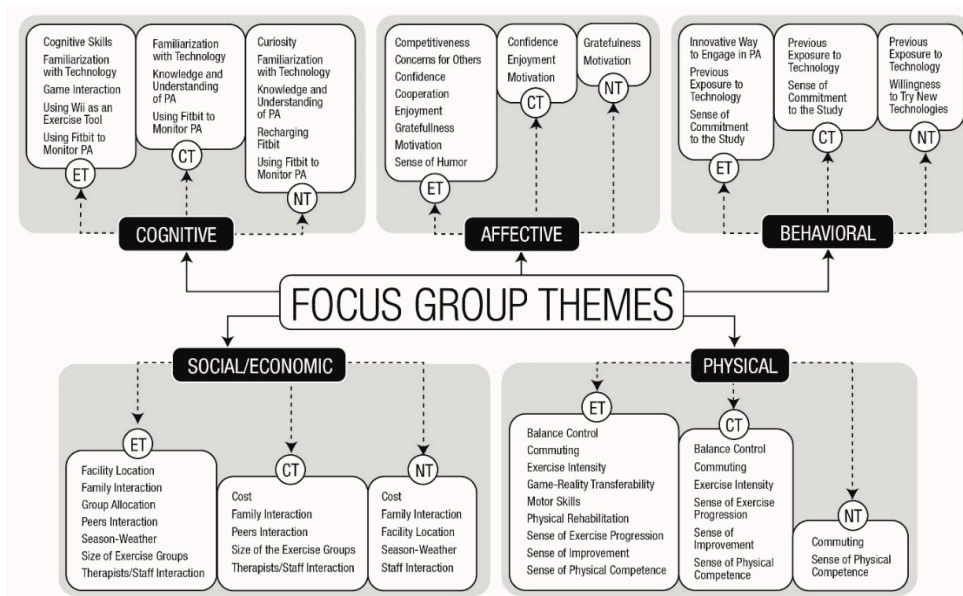 Cognitive Skills
Familiarization
with Technology
Game Interaction
Using Wii as an
Exercise Tool
Using Fitbit to
Monitor PA
ET
Familiarization
with Technology
Knowledge and
Understanding
of PA
Using Fitbit to
Monitor PA
CT
Curiosity
Familiarization
with Technology
Knowledge and
Understanding
of PA
Recharging
Fitbit
Using Fitbit to
Monitor PA
NT
COGNITIVE
Competitiveness
Concerns for Others
Confidence
Cooperation
Enjoyment
Gratefullness
Motivation
Sense of Humor
ET
Confidence
Enjoyment
Motivation
CT
Gratefulness
Motivation
NT
AFFECTIVE
Innovative Way
to Engage in PA
Previous
Exposure to
Technology
Sense of
Commitment
to the Study
ET
Previous
Exposure to
Technology
Sense of
Commitment
to the Study
CT
Previous
Exposure to
Technology
Willingness
to Try New
Technologies
NT
BEHAVIORAL
FOCUS GROUP THEMES
SOCIAL/ECONOMIC
ET
Facility Location
Family Interaction
Group Allocation
Peers Interaction
Season-Weather
Size of Exercise Groups
Therapists/Staff Interaction
CT
Cost
Family Interaction
Peers Interaction
Size of the Exercise Groups
Therapists/Staff Interaction
NT
Cost
Family Interaction
Facility Location
Season-Weather
Staff Interaction
PHYSICAL
ET
Balance Control
Commuting
Exercise Intensity
Game-Reality Transferability
Motor Skills
Physical Rehabilitation
Sense of Exercise Progression
Sense of Improvement
Sense of Physical Competence
CT
Balance Control
Commuting
Exercise Intensity
Sense of Exercise
Progression
Sense of
Improvement
Sense of Physical
Competence
NT
Commuting
Sense of Physical
Competence